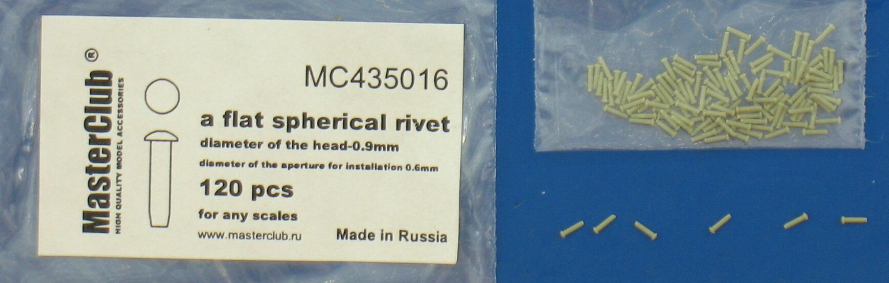 MasterClub®
HIGH QUALITY MODEL ACCESSORIES
MC435016
a flat spherical rivet
diameter of the head-0.9mm
diameter of the aperture for installation 0.6mm
120 pcs
for any scales
www.masterclub.ru
Made in Russia